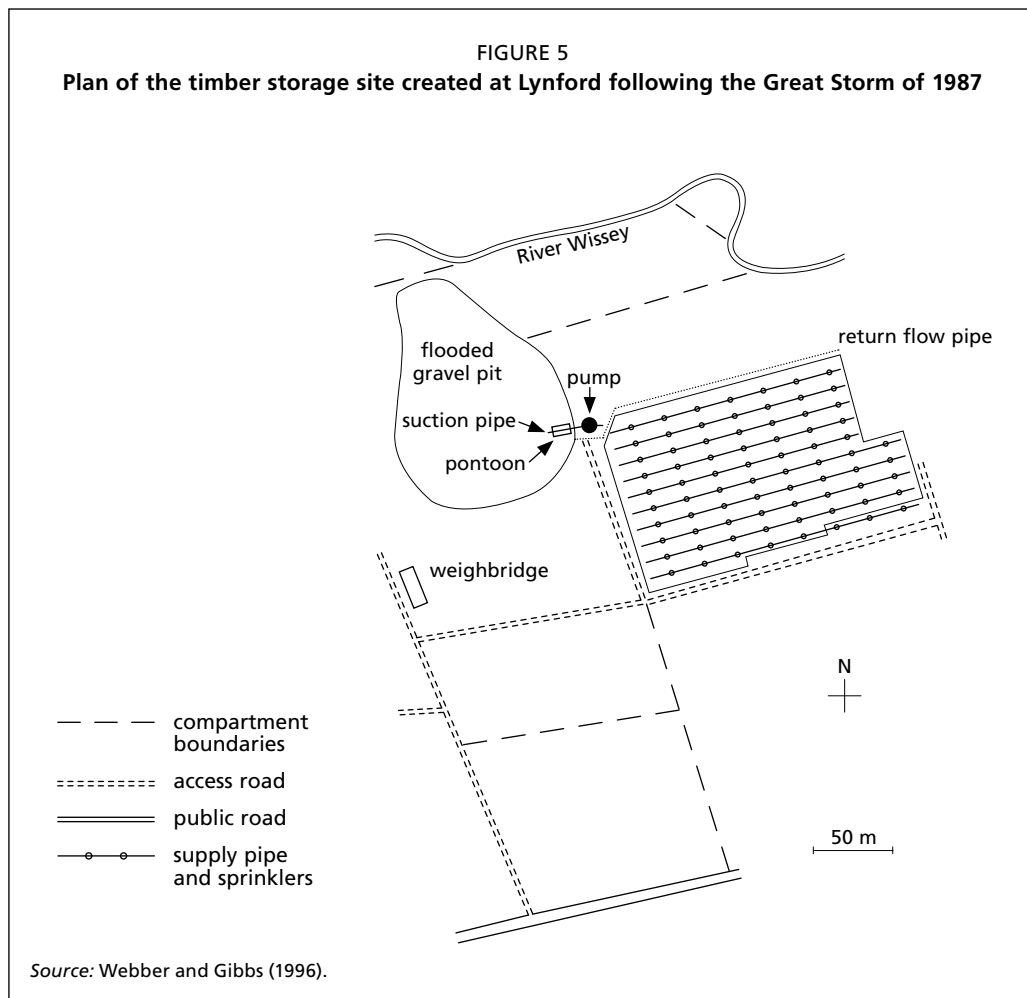 FIGURE 5
Plan of the timber storage site created at Lynford following the Great Storm of 1987
River Wissey
return flow pipe
flooded
gravel pit
pump
suction pipe
pontoon
weighbridge
N
compartment
boundaries
access road
public road
supply pipe
and sprinklers
50 m
Source: Webber and Gibbs (1996).